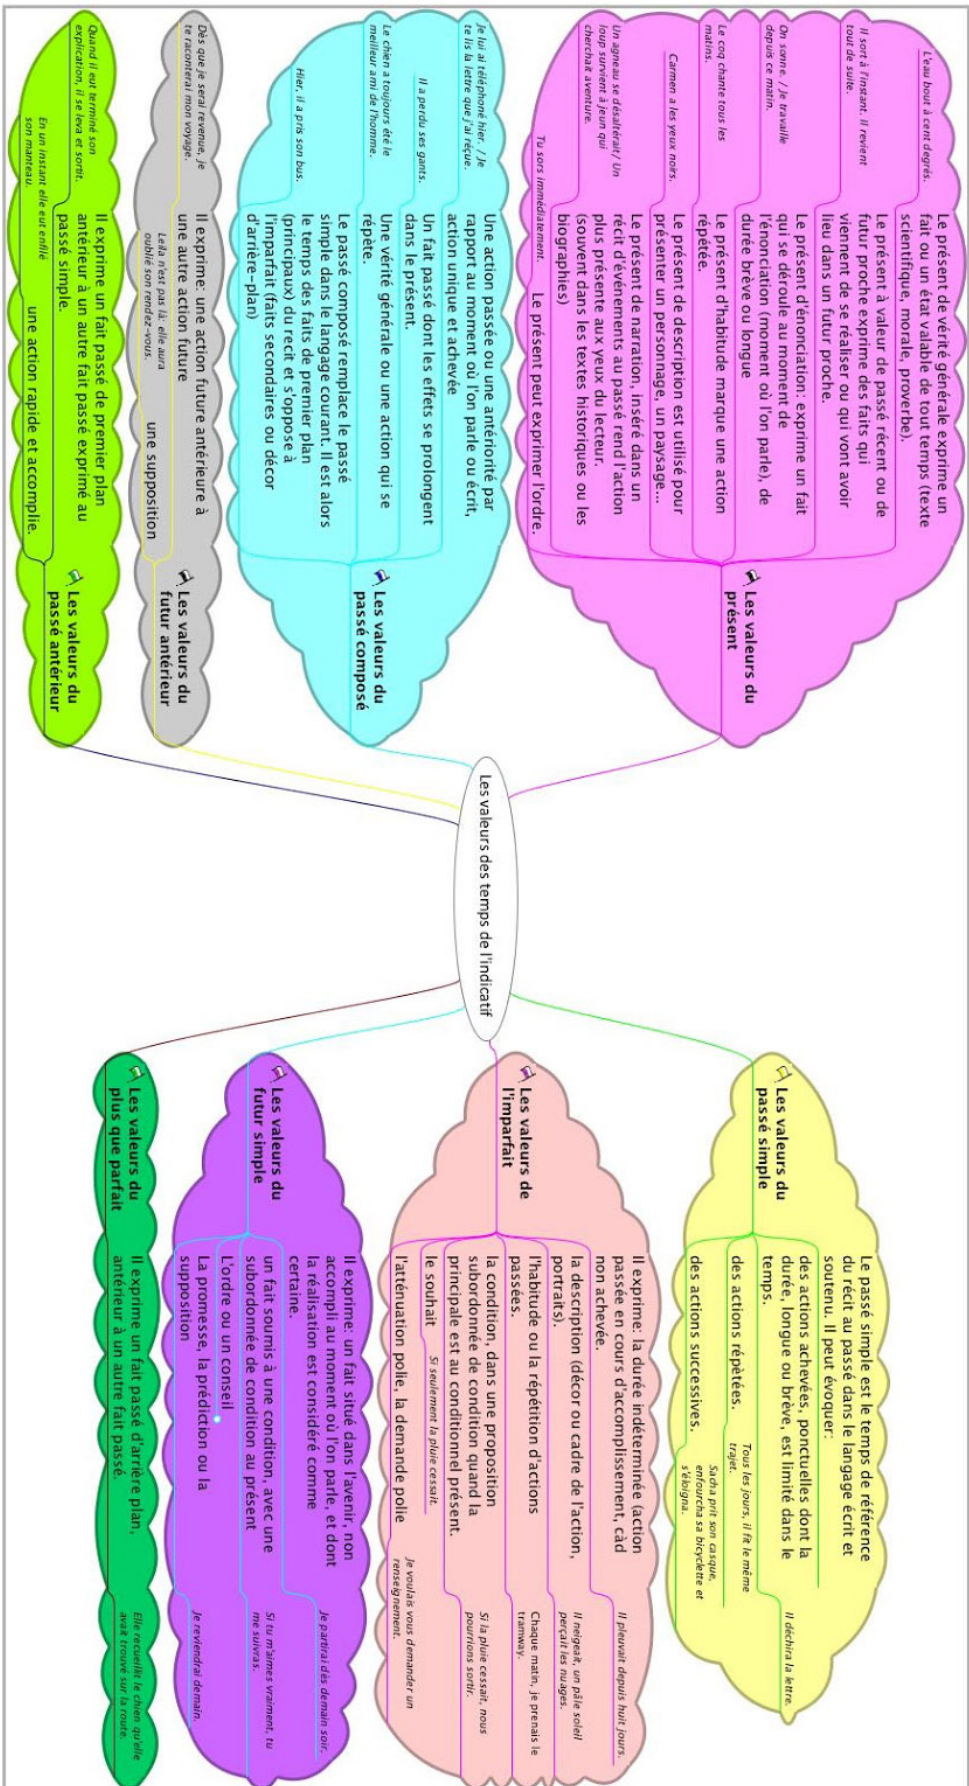 Les valeurs des temps de l'indicatif
Les valeurs du
présent
Le présent de vérité générale exprime un
fait ou un état valable de tout temps (texte
scientifique, morale, proverbe).
L'eau bout à cent degrés.
Le présent à valeur de passé récent ou de
futur proche exprime des faits qui
viennent de se réaliser ou qui vont avoir
lieu dans un futur proche.
Il sort à l'instant. Il revient
tout de suite.
Le présent d'énonciation: exprime un fait
qui se déroule au moment de
l'énonciation (moment où l'on parle), de
durée brève ou longue
On sonne. / Je travaille
depuis ce matin.
Le présent d'habitude marque une action
répétée.
Le coq chante tous les
matins.
Le présent de description est utilisé pour
présenter un personnage, un paysage...
Carmen a les yeux noirs.
Le présent de narration, inséré dans un
récit d'événements au passé rend l'action
plus présente aux yeux du lecteur.
(souvent dans les textes historiques ou les
biographies)
Un agneau se désaltérait/ Un
loup survient à jeun qui
cherchait aventure.
Le présent peut exprimer l'ordre.
Tu sors immédiatement.
Les valeurs du
passé composé
Une action passée ou une antériorité par
rapport au moment où l'on parle ou écrit,
action unique et achevée
Je lui ai téléphoné hier. / Je
te lis la lettre que j'ai reçue.
Un fait passé dont les effets se prolongent
dans le présent.
Il a perdu ses gants.
Une vérité générale ou une action qui se
répète.
Le chien a toujours été le
meilleur ami de l'homme.
Le passé composé remplace le passé
simple dans le langage courant. Il est alors
le temps des faits de premier plan
(principaux) du recit et s'oppose à
l'imparfait (faits secondaires ou décor
d'arrière-plan)
Hier, il a pris son bus.
Les valeurs du
futur antérieur
Il exprime: une action future antérieure à
une autre action future
Dès que je serai revenue, je
te raconterai mon voyage.
une supposition
Leila n'est pas là: elle aura
oublié son rendez-vous.
Les valeurs du
passé antérieur
Il exprime un fait passé de premier plan
antérieur à un autre fait passé exprimé au
passé simple.
Quand il eut terminé son
explication, il se leva et sortit.
une action rapide et accomplie.
En un instant elle eut enfilé
son manteau.
Les valeurs du
passé simple
Le passé simple est le temps de référence
du récit au passé dans le langage écrit et
soutenu. Il peut évoquer:
des actions achevées, ponctuelles dont la
durée, longue ou brève, est limité dans le
temps.
Il déchira la lettre.
des actions répètées.
Tous les jours, il fit le même
trajet.
des actions successives.
Sacha prit son casque,
enfourcha sa bicyclette et
s'éloigna.
Les valeurs de
l'imparfait
Il exprime: la durée indéterminée (action
passée en cours d'accomplissement, càd
non achevée.
Il pleuvait depuis huit jours.
la description (décor ou cadre de l'action,
portraits).
Il neigeait, un pâle soleil
perçait les nuages.
l'habitude ou la répétition d'actions
passées.
Chaque matin, je prenais le
tramway.
la condition, dans une proposition
subordonnée de condition quand la
principale est au conditionnel présent.
Si la pluie cessait, nous
pourrions sortir.
le souhait
Si seulement la pluie cessait.
l'atténuation polie, la demande polie
Je voulais vous demander un
renseignement.
Les valeurs du
futur simple
Il exprime: un fait situé dans l'avenir, non
accompli au moment où l'on parle, et dont
la réalisation est considéré comme
certaine.
Je partirai dès demain soir.
un fait soumis à une condition, avec une
subordonnée de condition au présent
Si tu m'aimes vraiment, tu
me suivras.
L'ordre ou un conseil
La promesse, la prédiction ou la
supposition
Je reviendrai demain.
Les valeurs du
plus que parfait
Il exprime un fait passé d'arrière plan,
antérieur à un autre fait passé.
Elle recueillit le chien qu'elle
avait trouvé sur la route.